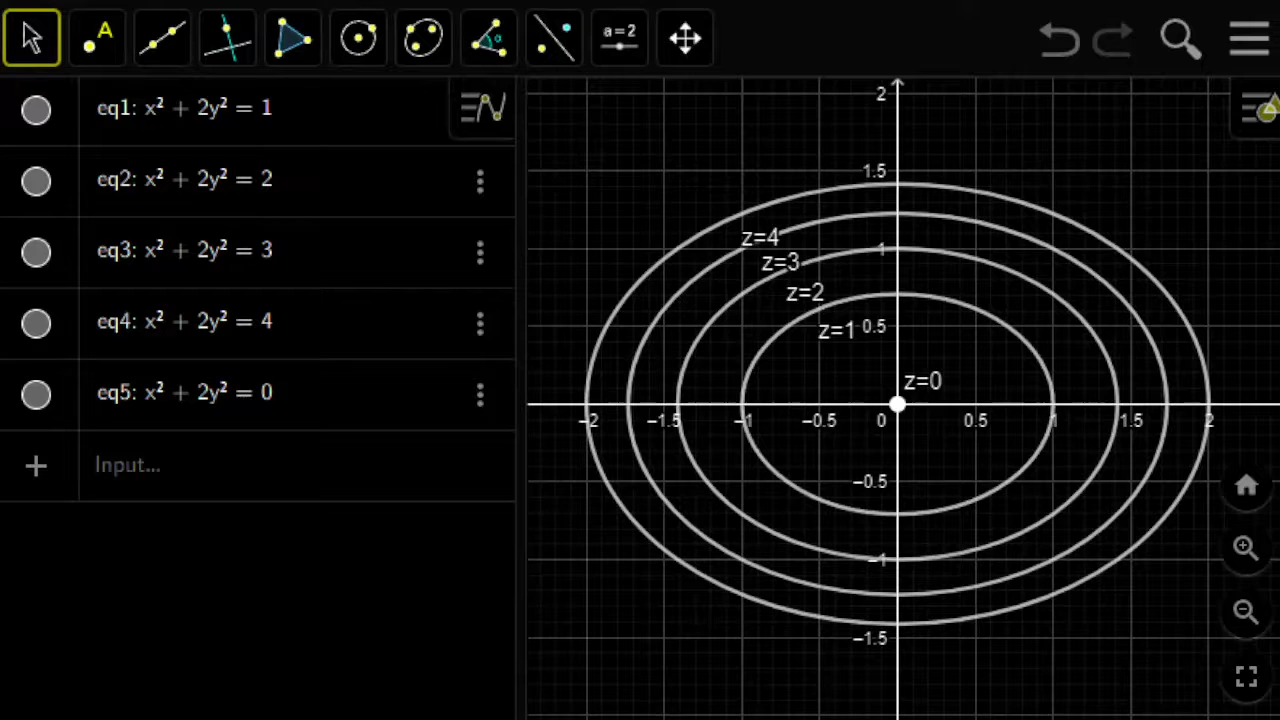 A
a=2
eq1: x² + 2y² = 1
eq2: x² + 2y² = 2
eq3: x² + 2y² = 3
eq4: x² + 2y² = 4
eq5: x² + 2y² = 0
Input...
2
1.5
z=4
1
z=3
z=2
z=1
0.5
z=0
−2
−1.5
−1
−0.5
0
0.5
1
1.5
2
−0.5
−1
−1.5